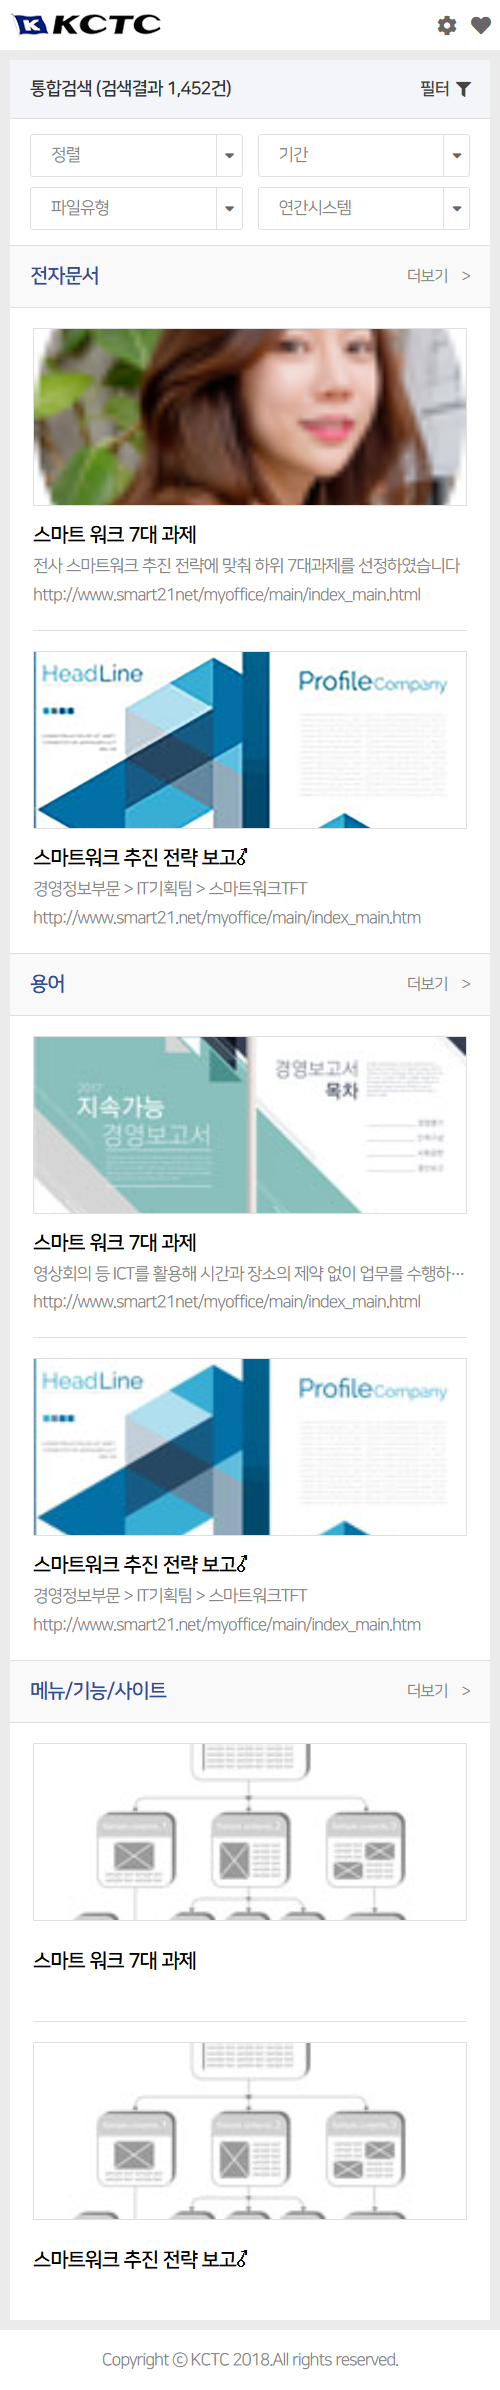 KCTC
통합검색 (검색결과 1,452건)
필터
정렬
기간
파일유형
연간시스템
전자문서
더보기 >
스마트 워크 7대 과제
전사 스마트워크 추진 전략에 맞춰 하위 7대과제를 선정하였습니다
http://www.smart21net/myoffice/main/index_main.html
HeadLine
Profile Company
스마트워크 추진 전략 보고
경영정보부문 > IT기획팀 > 스마트워크TFT
http://www.smart21.net/myoffice/main/index_main.htm
용어
더보기 >
2017
지속가능
경영보고서
경영보고서
목차
스마트 워크 7대 과제
영상회의 등 ICT를 활용해 시간과 장소의 제약 없이 업무를 수행하…
http://www.smart21net/myoffice/main/index_main.html
HeadLine
Profile Company
스마트워크 추진 전략 보고
경영정보부문 > IT기획팀 > 스마트워크TFT
http://www.smart21.net/myoffice/main/index_main.htm
메뉴/기능/사이트
더보기 >
스마트 워크 7대 과제
스마트워크 추진 전략 보고
Copyright ⓒ KCTC 2018.All rights reserved.